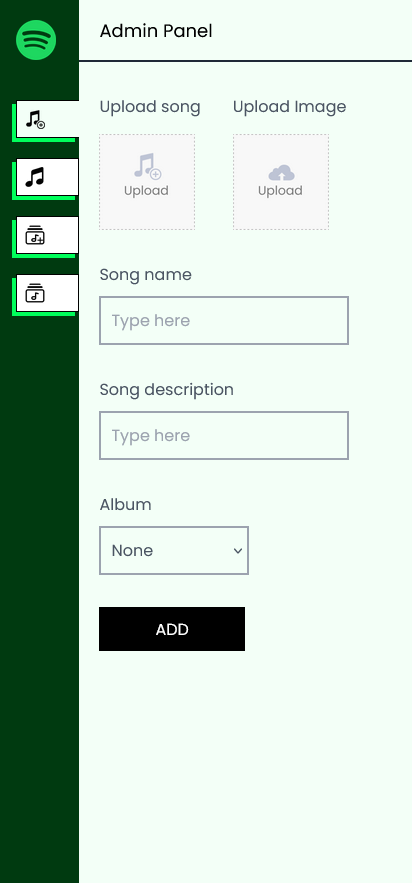 Admin Panel
Upload song Upload Image
Upload Upload
Song name
Type here
Song description
Type here
Album
None
ADD